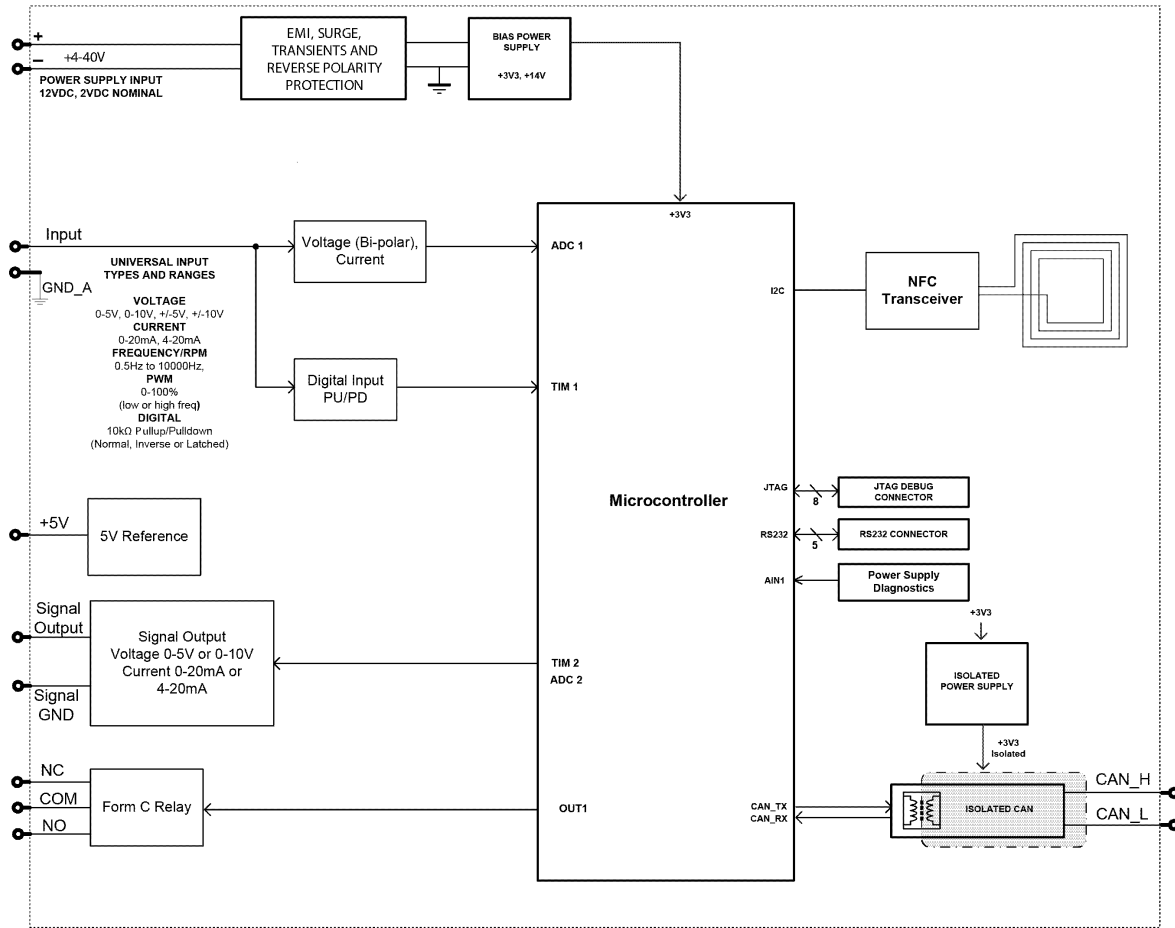 +
+4-40V
–
POWER SUPPLY INPUT
12VDC, 2VDC NOMINAL
EMI, SURGE,
TRANSIENTS AND
REVERSE POLARITY
PROTECTION
BIAS POWER
SUPPLY
+3V3, +14V
+3V3
Input
GND_A
UNIVERSAL INPUT
TYPES AND RANGES
VOLTAGE
0-5V, 0-10V, +/-5V, +/-10V
CURRENT
0-20mA, 4-20mA
FREQUENCY/RPM
0.5Hz to 10000Hz,
PWM
0-100%
(low or high freq)
DIGITAL
10kΩ Pullup/Pulldown
(Normal, Inverse or Latched)
Voltage (Bi-polar),
Current
ADC 1
Digital Input
PU/PD
TIM 1
I2C
NFC
Transceiver
Microcontroller
JTAG
8
JTAG DEBUG
CONNECTOR
RS232
5
RS232 CONNECTOR
AIN1
Power Supply
Diagnostics
+5V
5V Reference
Signal
Output
Signal
GND
Signal Output
Voltage 0-5V or 0-10V
Current 0-20mA or
4-20mA
TIM 2
ADC 2
+3V3
ISOLATED
POWER SUPPLY
+3V3
Isolated
NC
COM
NO
Form C Relay
OUT1
CAN_TX
CAN_RX
ISOLATED CAN
CAN_H
CAN_L